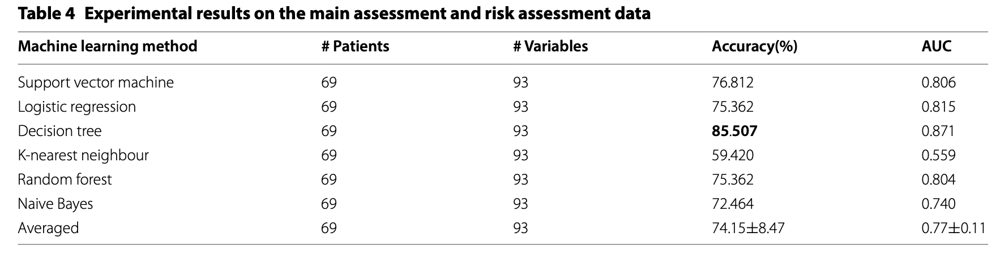 Table 4 Experimental results on the main assessment and risk assessment data
Machine learning method # Patients # Variables Accuracy(%) AUC
Support vector machine 69 93 76.812 0.806
Logistic regression 69 93 75.362 0.815
Decision tree 69 93 85.507 0.871
K-nearest neighbour 69 93 59.420 0.559
Random forest 69 93 75.362 0.804
Naive Bayes 69 93 72.464 0.740
Averaged 69 93 74.15±8.47 0.77±0.11